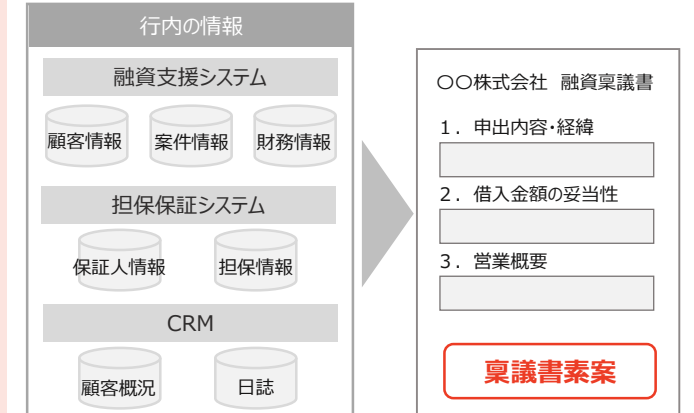 行内の情報
融資支援システム
顧客情報
案件情報
財務情報
担保保証システム
保証人情報
担保情報
CRM
顧客概況
日誌
〇〇株式会社 融資稟議書
1. 申出内容・経緯
2. 借入金額の妥当性
3. 営業概要
稟議書素案